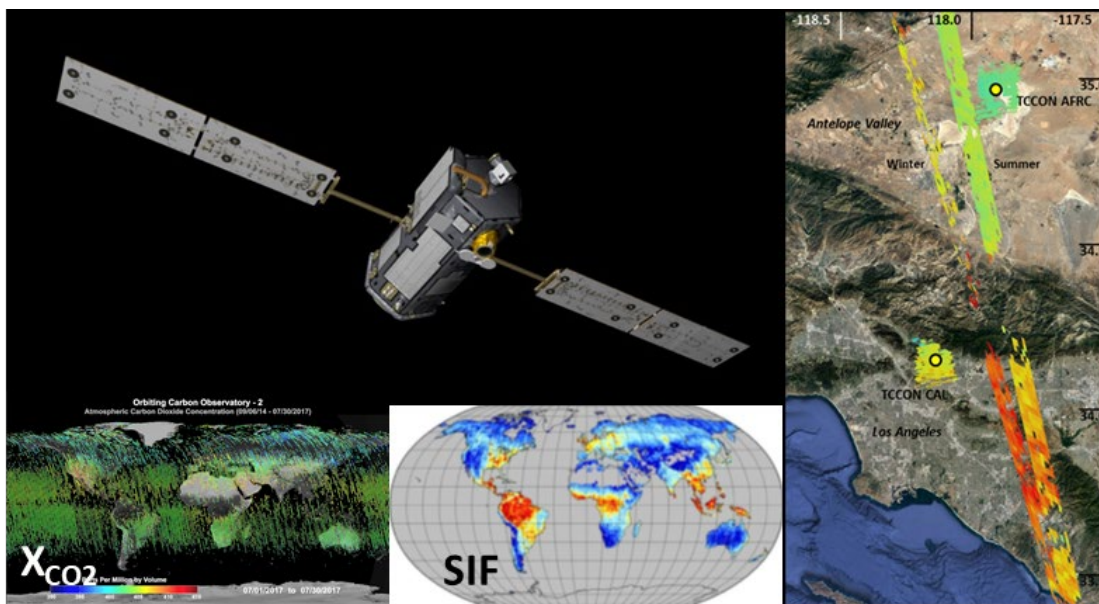 -118.5
118.0
-117.5
35.
TCCON AFRC
Antelope Valley
Winter
Summer
34.
TCCON CAL
Los Angeles
34.
33.
Orbiting Carbon Observatory - 2
Atmospheric Carbon Dioxide Concentration (09/06/14 - 07/30/2017)
XCO2
Per Million by Volume
07/01/2017 to 07/30/2017
SIF